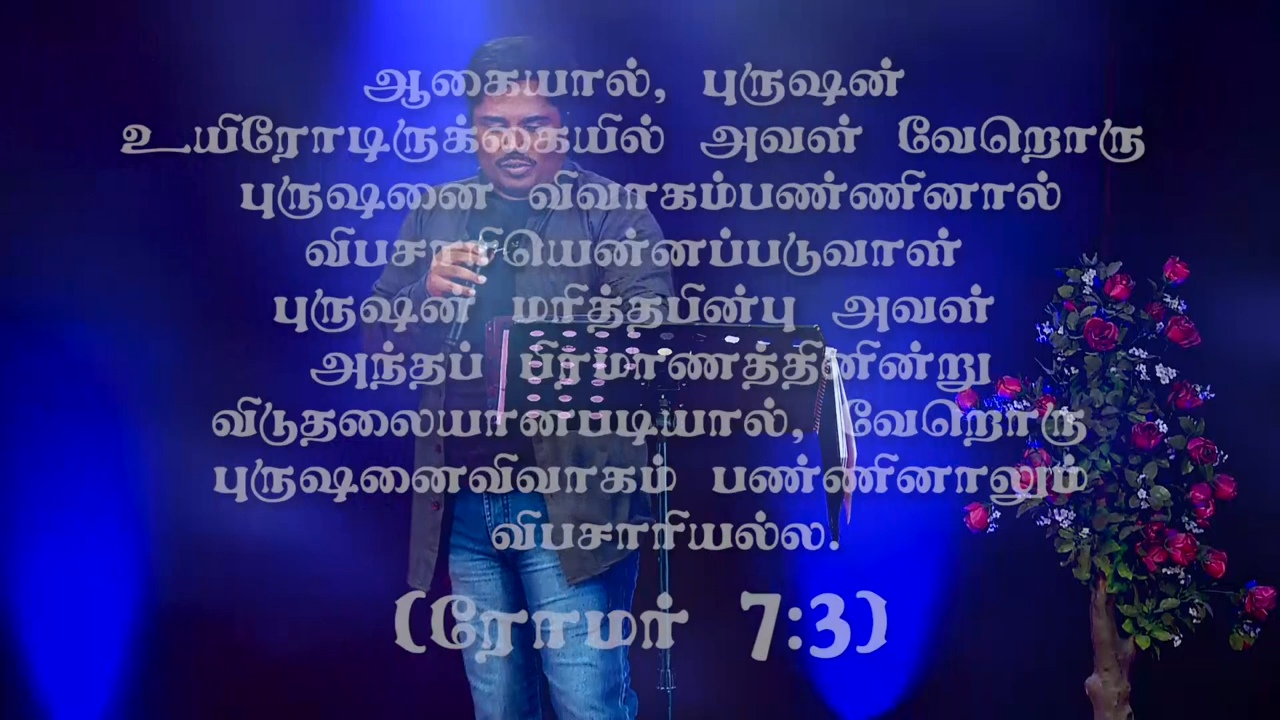 ஆகையால், புருஷன்
உயிரோடிருக்கையில் அவள் வேறொரு
புருஷனை விவாகம்பண்ணினால்
விபசாரியென்னப்படுவாள்
புருஷன் மரித்தபின்பு அவள்
அந்தப் பிரமாணத்தினின்று
விடுதலையானபடியால், வேறொரு
புருஷனைவிவாகம் பண்ணினாலும்
விபசாரியல்ல.
(ரோமர் 7:3)